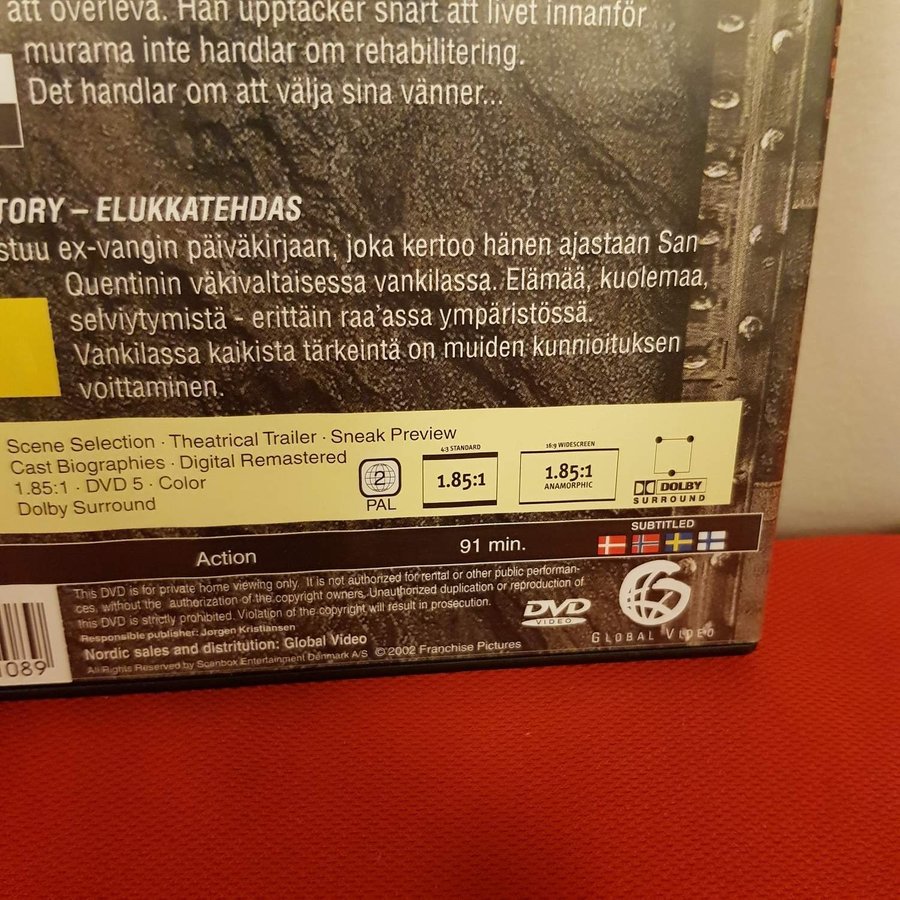 att överleva. Han upptäcker snart att livet innanför
murarna inte handlar om rehabilitering.
Det handlar om att välja sina vänner...
TORY – ELUKKATEHDAS
stuu ex-vangin päiväkirjaan, joka kertoo hänen ajastaan San
Quentinin väkivaltaisessa vankilassa. Elämää, kuolemaa,
selviytymistä - erittäin raa'assa ympäristössä.
Vankilassa kaikista tärkeintä on muiden kunnioituksen
voittaminen.
Scene Selection · Theatrical Trailer · Sneak Preview
Cast Biographies · Digital Remastered
1.85:1 · DVD 5 · Color
Dolby Surround
2
PAL
4:3 STANDARD
1.85:1
16:9 WIDESCREEN
1.85:1
ANAMORPHIC
DOLBY
SURROUND
Action
91 min.
SUBTITLED
This DVD is for private home viewing only. It is not authorized for rental or other public performan-
ces, without the authorization of the copyright owners. Unauthorized duplication or reproduction of
this DVD is strictly prohibited. Violation of the copyright will result in prosecution.
Responsible publisher: Jørgen Kristiansen
Nordic sales and distritution: Global Video
All Rights Reserved by Scanbox Entertainment Denmark A/S ©2002 Franchise Pictures
DVD
VIDEO
GLOBAL VIDEO
1089